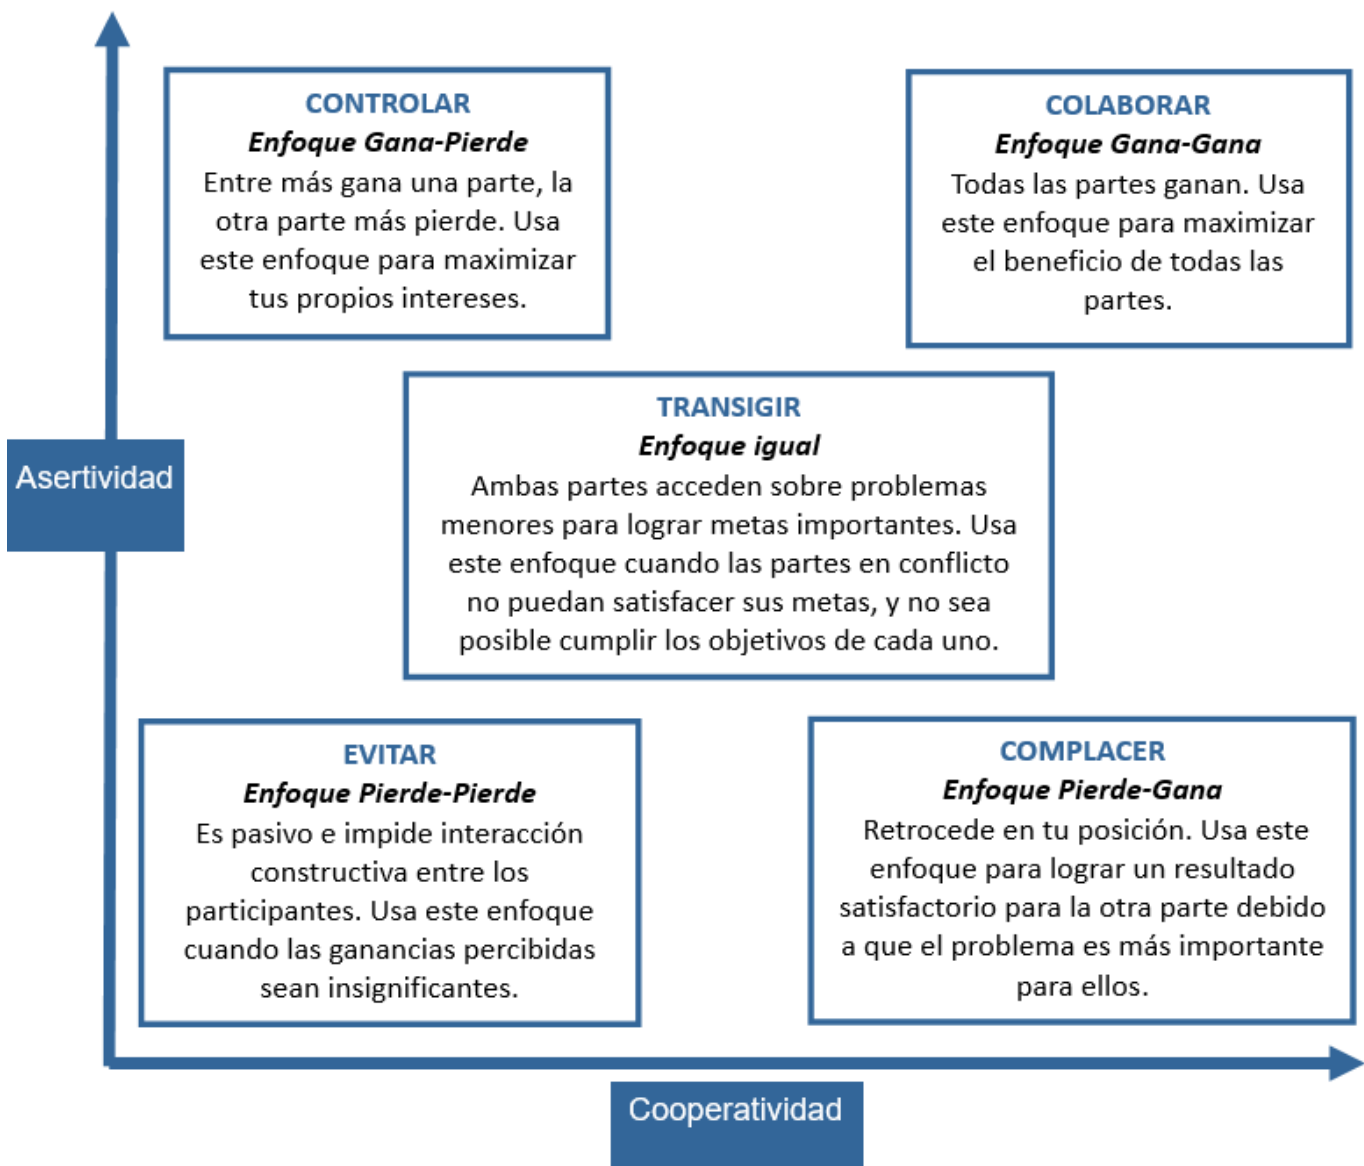 CONTROLAR
Enfoque Gana-Pierde
Entre más gana una parte, la
otra parte más pierde. Usa
este enfoque para maximizar
tus propios intereses.
COLABORAR
Enfoque Gana-Gana
Todas las partes ganan. Usa
este enfoque para maximizar
el beneficio de todas las
partes.
TRANSIGIR
Enfoque igual
Ambas partes acceden sobre problemas
menores para lograr metas importantes. Usa
este enfoque cuando las partes en conflicto
no puedan satisfacer sus metas, y no sea
posible cumplir los objetivos de cada uno.
Asertividad
EVITAR
Enfoque Pierde-Pierde
Es pasivo e impide interacción
constructiva entre los
participantes. Usa este enfoque
cuando las ganancias percibidas
sean insignificantes.
COMPLACER
Enfoque Pierde-Gana
Retrocede en tu posición. Usa este
enfoque para lograr un resultado
satisfactorio para la otra parte debido
a que el problema es más importante
para ellos.
Cooperatividad